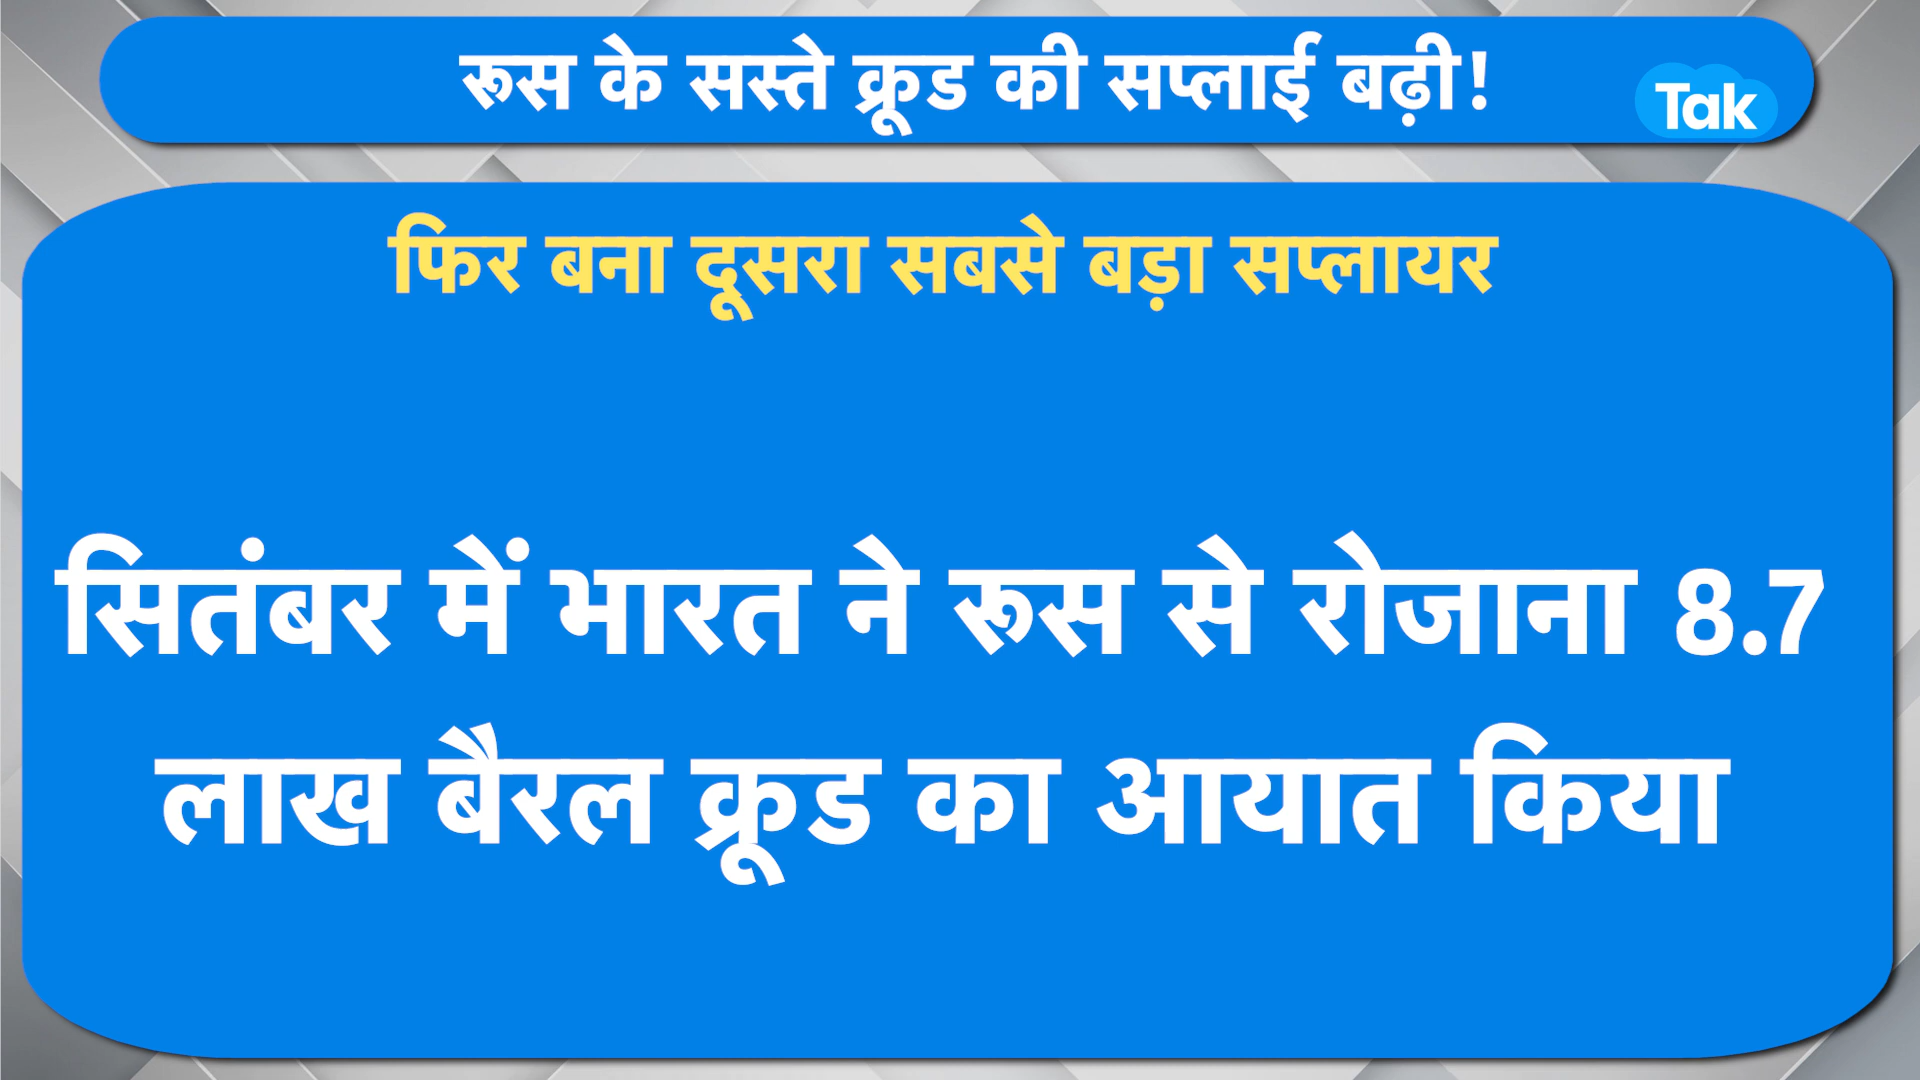 रूस के सस्ते क्रूड की सप्लाई बढ़ी!
Tak
फिर बना दूसरा सबसे बड़ा सप्लायर
सितंबर में भारत ने रूस से रोजाना 8.7
लाख बैरल क्रूड का आयात किया